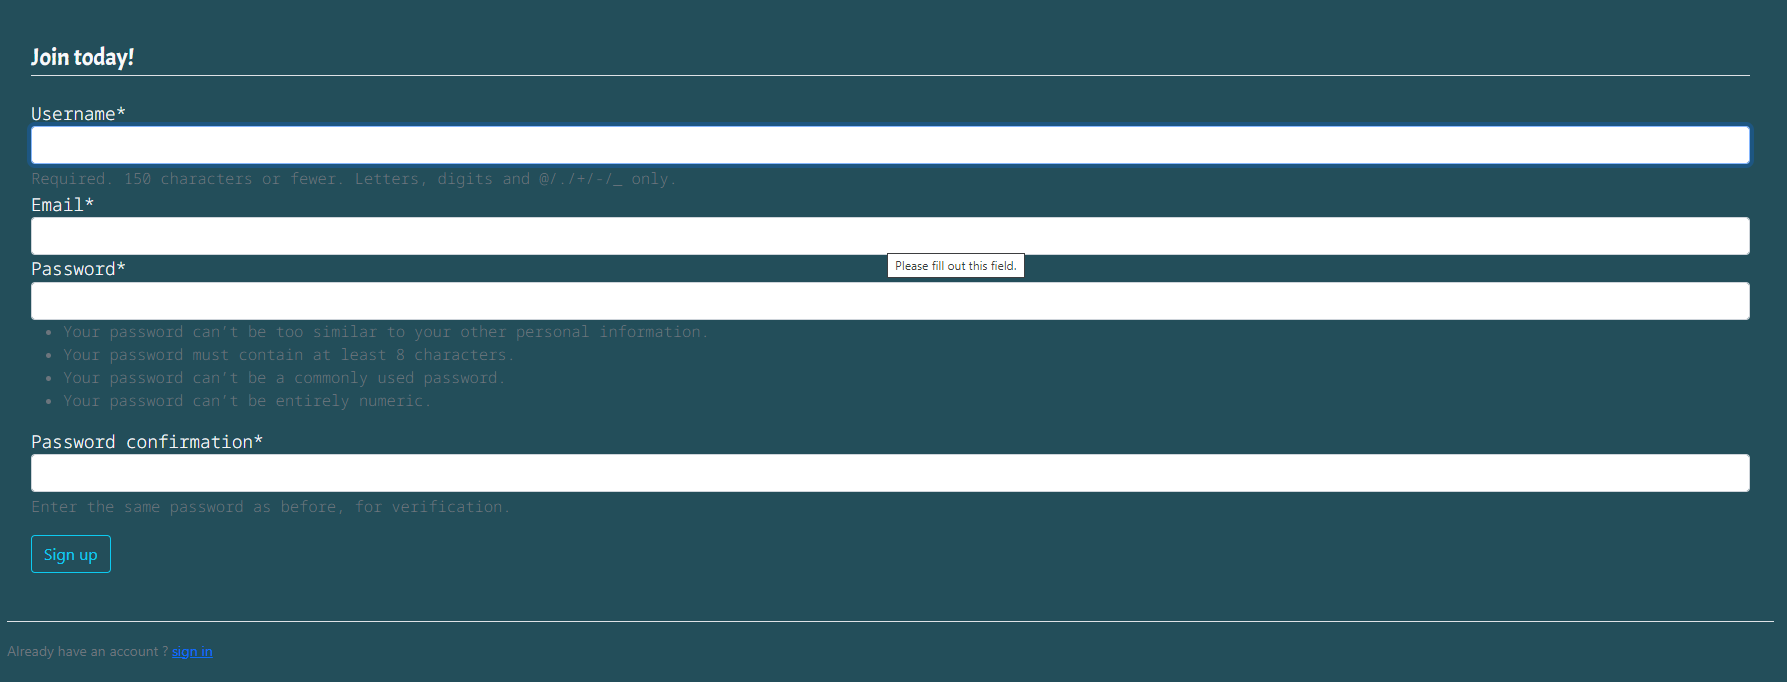 Join today!
Username*
Required. 150 characters or fewer. Letters, digits and @/./+/-/_ only.
Email*
Please fill out this field.
Password*
Your password can't be too similar to your other personal information.
Your password must contain at least 8 characters.
Your password can't be a commonly used password.
Your password can't be entirely numeric.
Password confirmation*
Enter the same password as before, for verification.
Sign up
Already have an account ? sign in